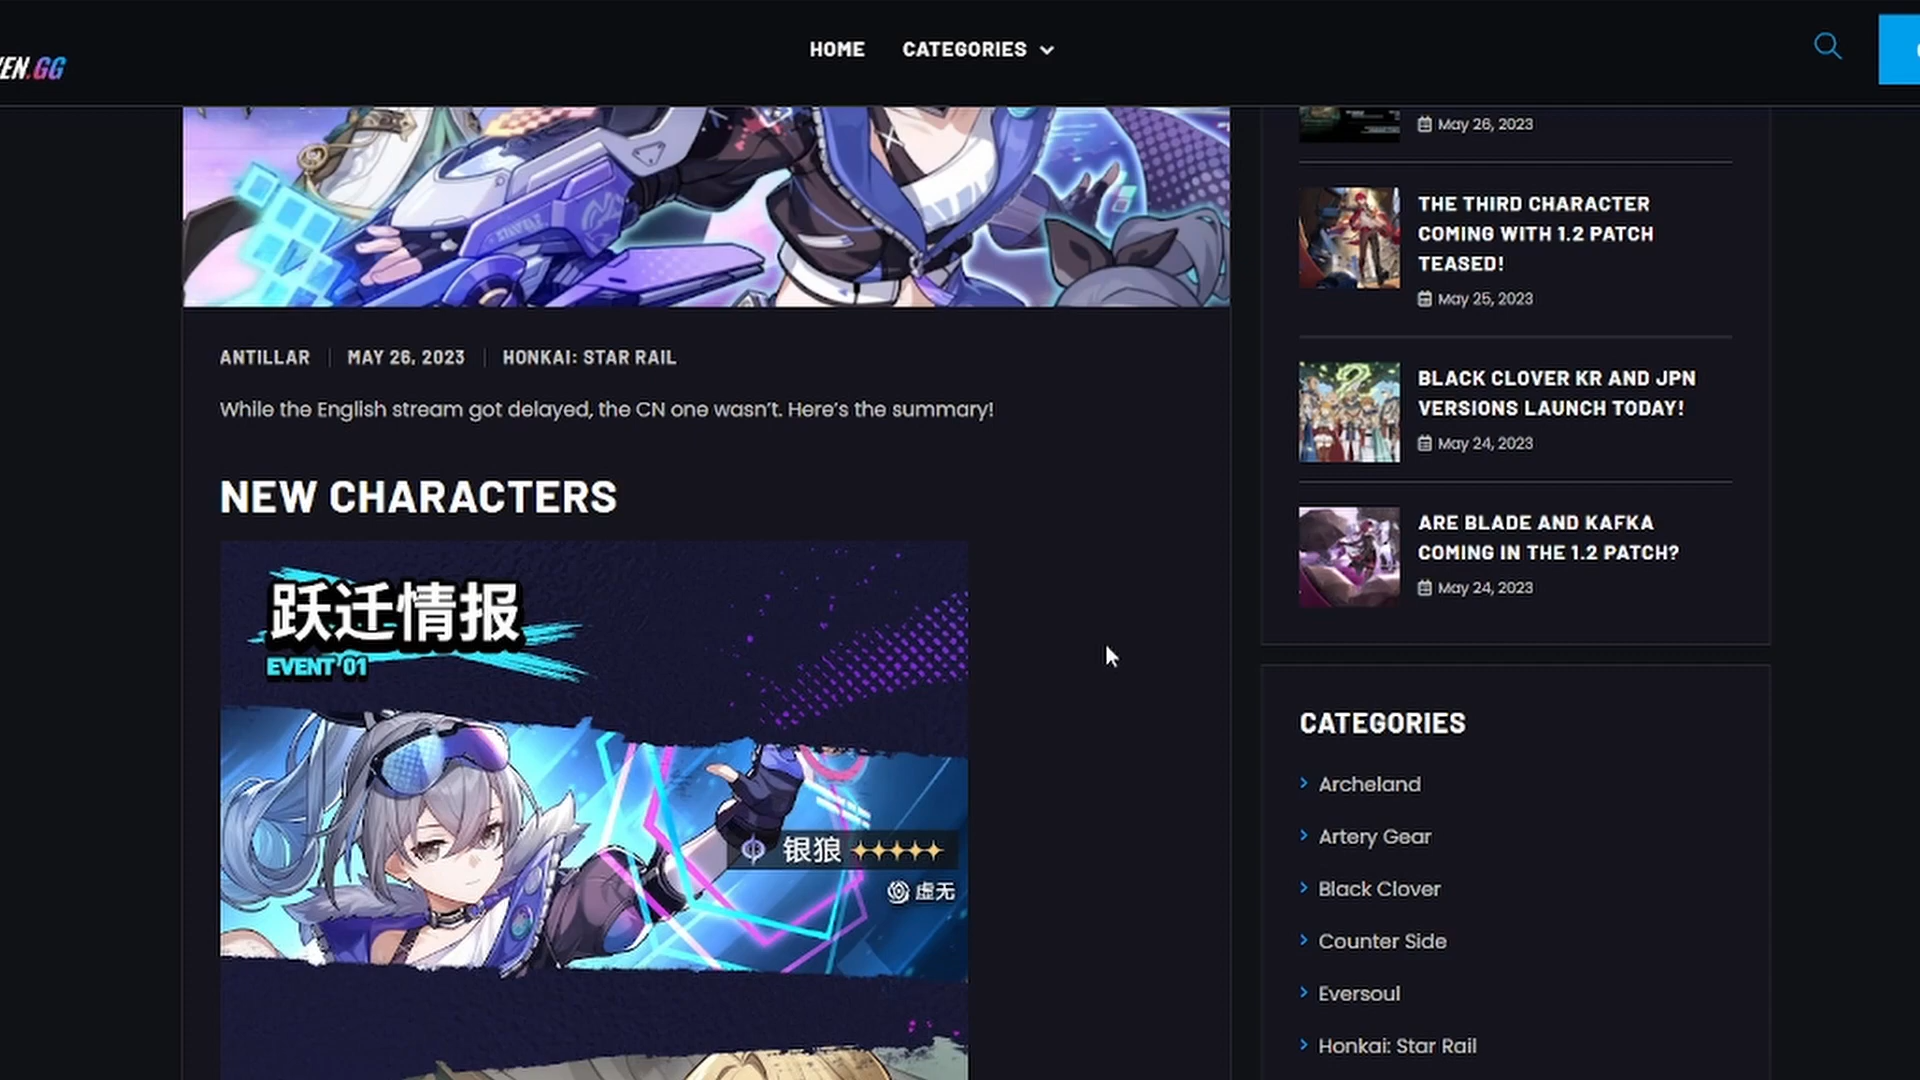 EN.GG
HOME
CATEGORIES
May 26, 2023
THE THIRD CHARACTER
COMING WITH 1.2 PATCH
TEASED!
May 25, 2023
BLACK CLOVER KR AND JPN
VERSIONS LAUNCH TODAY!
May 24, 2023
ARE BLADE AND KAFKA
COMING IN THE 1.2 PATCH?
May 24, 2023
ANTILLAR
MAY 26, 2023
HONKAI: STAR RAIL
While the English stream got delayed, the CN one wasn't. Here's the summary!
NEW CHARACTERS
跃迁情报
EVENT 01
银狼
虚无
CATEGORIES
Archeland
Artery Gear
Black Clover
Counter Side
Eversoul
Honkai: Star Rail